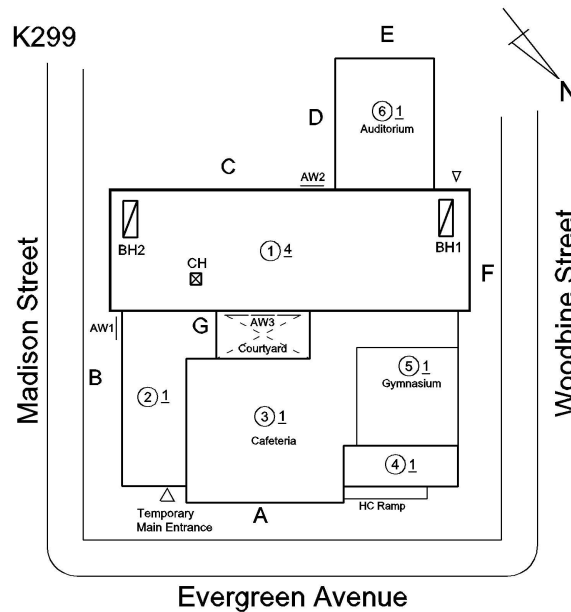 K299
E
N
D
6 1
Auditorium
C
AW2
BH2
BH1
1 4
CH
F
Madison Street
Woodbine Street
AW1
G
AW3
Courtyard
B
2 1
5 1
Gymnasium
3 1
Cafeteria
4 1
Temporary
Main Entrance
A
HC Ramp
Evergreen Avenue